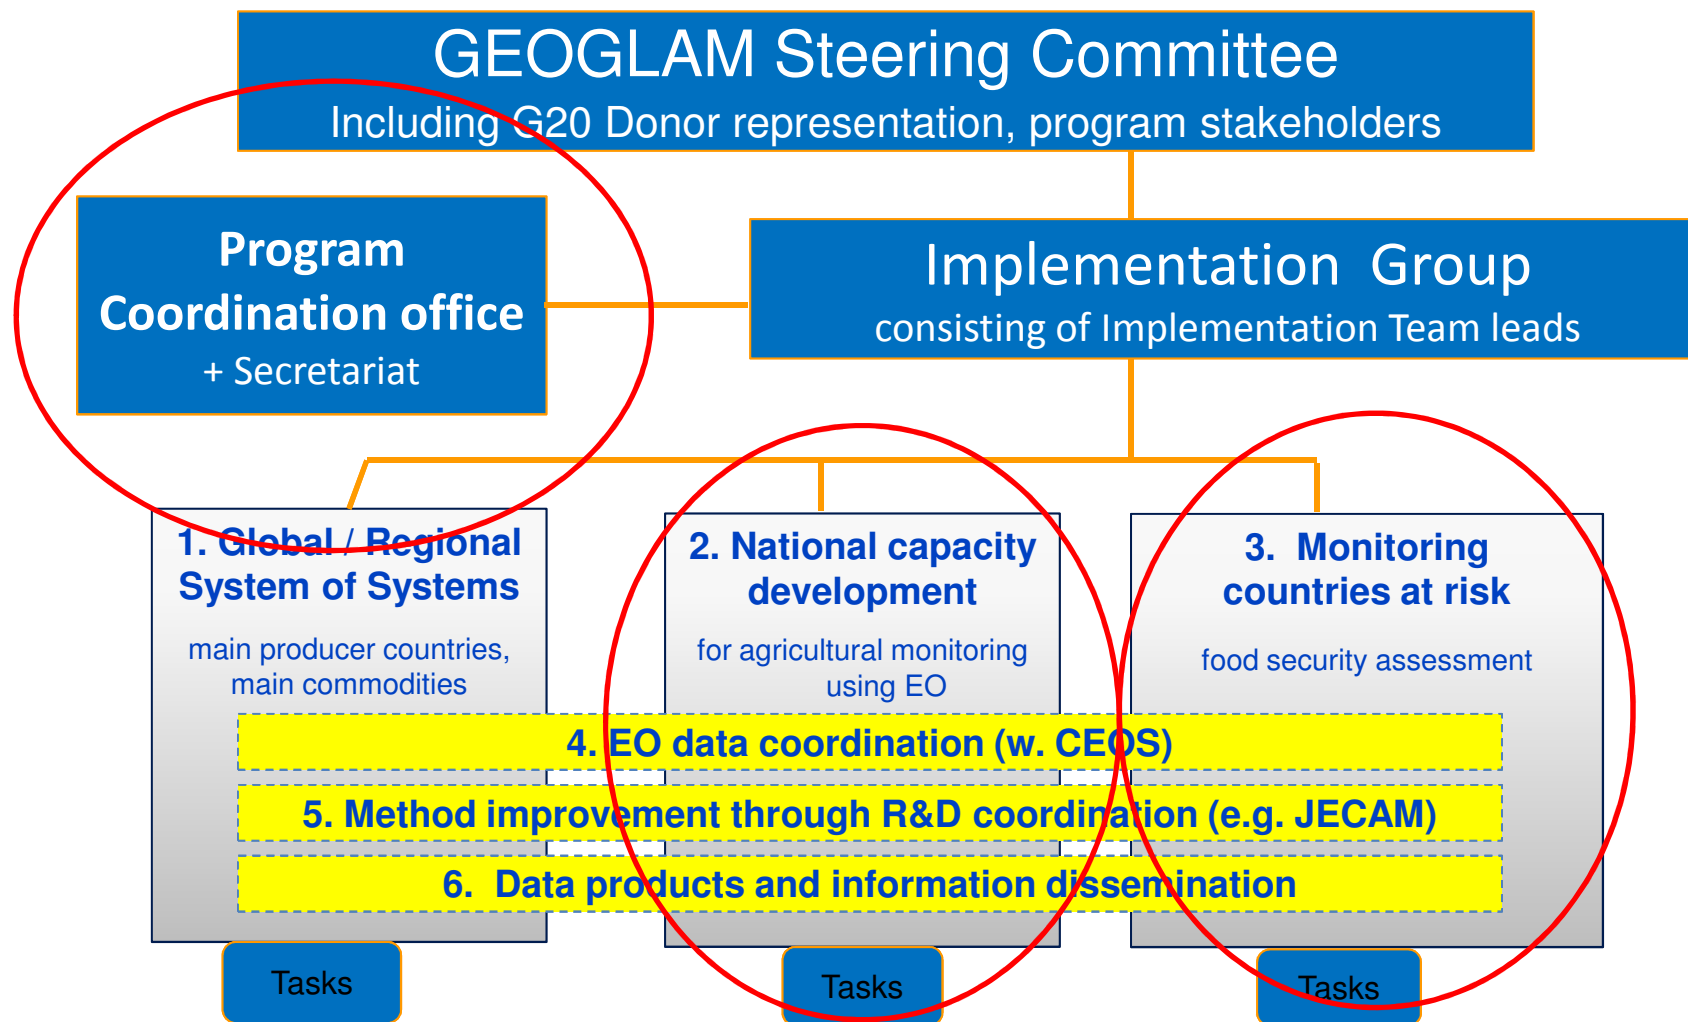 GEOGLAM Steering Committee
Including G20 Donor representation, program stakeholders
Program
Coordination office
+ Secretariat
Implementation Group
consisting of Implementation Team leads
1. Global / Regional
System of Systems
main producer countries,
main commodities
2. National capacity
development
for agricultural monitoring
using EO
3. Monitoring
countries at risk
food security assessment
4. EO data coordination (w. CEOS)
5. Method improvement through R&D coordination (e.g. JECAM)
6. Data products and information dissemination
Tasks
Tasks
Tasks